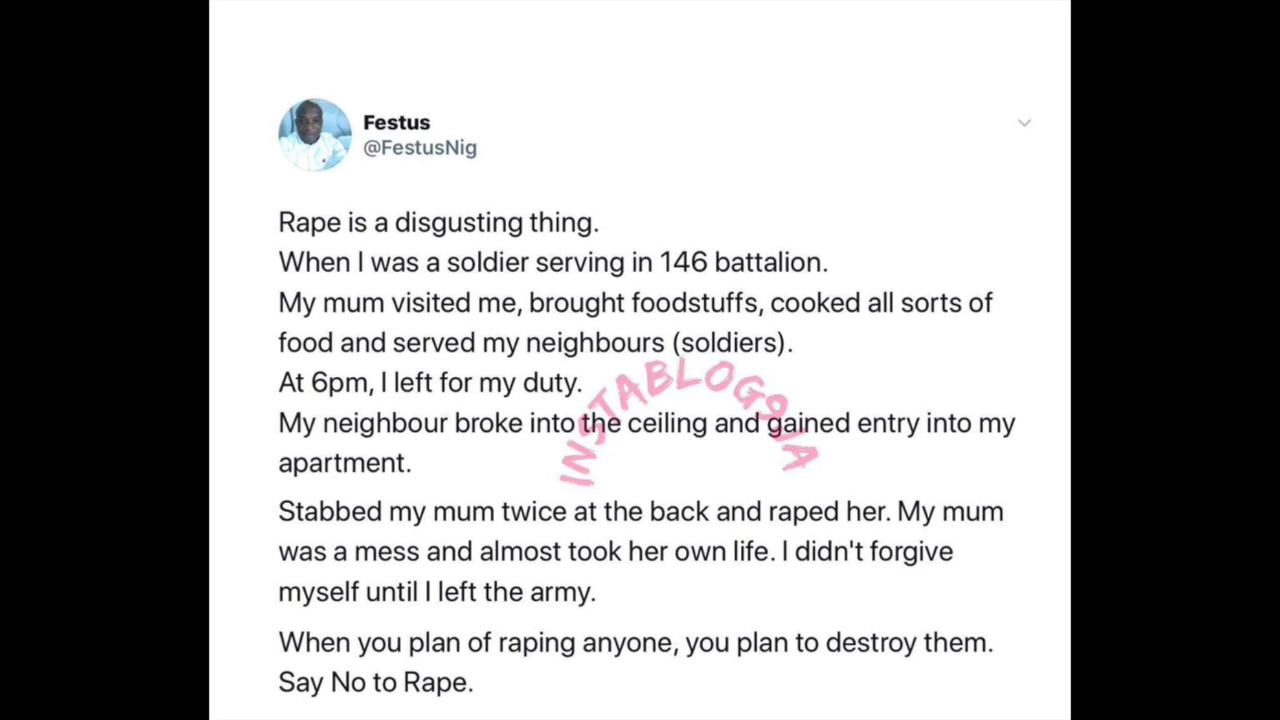 Festus
@FestusNig
Rape is a disgusting thing.
When I was a soldier serving in 146 battalion.
My mum visited me, brought foodstuffs, cooked all sorts of
food and served my neighbours (soldiers).
At 6pm, I left for my duty.
My neighbour broke into the ceiling and gained entry into my
apartment.
Stabbed my mum twice at the back and raped her. My mum
was a mess and almost took her own life. I didn't forgive
myself until I left the army.
When you plan of raping anyone, you plan to destroy them.
Say No to Rape.
INSTABLOG9JA